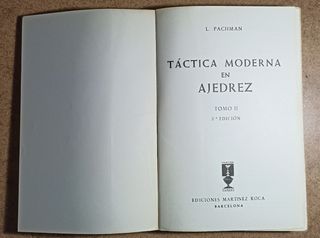 L. PACHMAN
TÁCTICA MODERNA
EN
AJEDREZ
TOMO II
EDICIONES MARTINEZ ROCA
BARCELONA